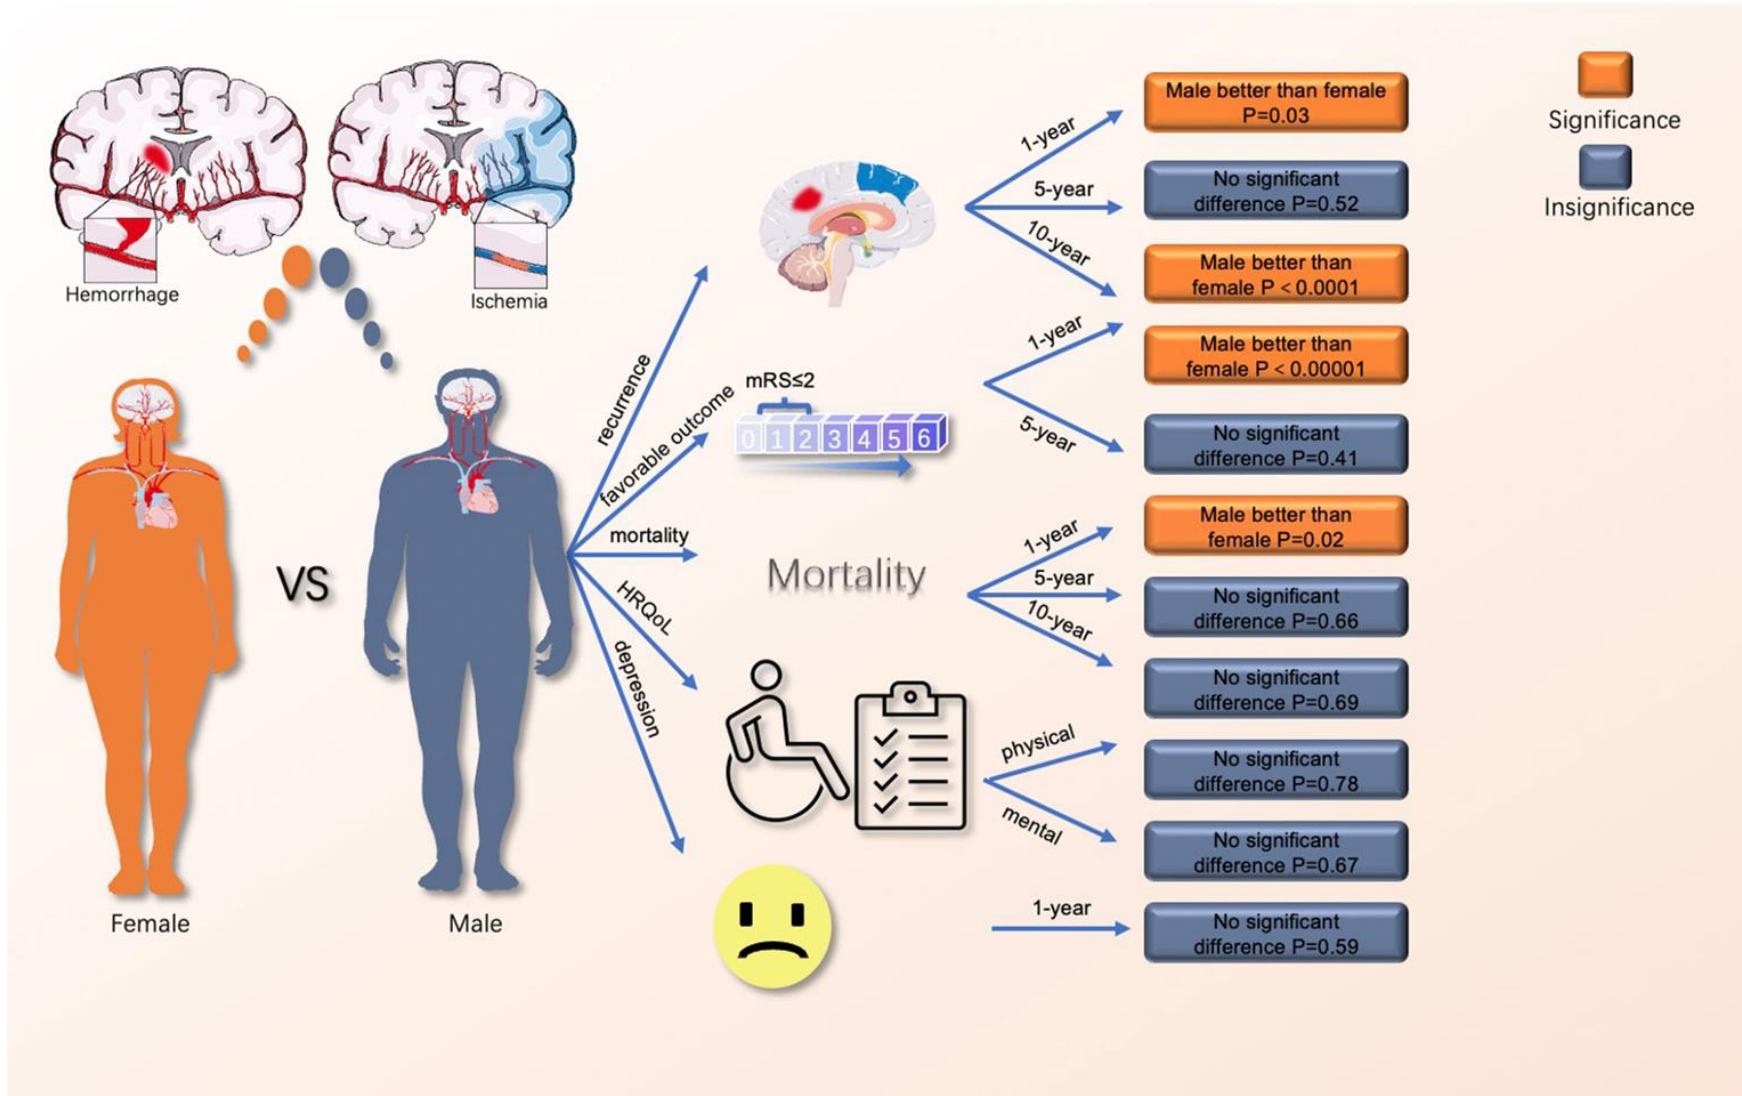 Hemorrhage
Ischemia
Female
VS
Male
recurrence
favorable outcome
mortality
HRQoL
depression
mRS≤2
0 1 2 3 4 5 6
Mortality
1-year
5-year
10-year
1-year
5-year
1-year
5-year
10-year
physical
mental
1-year
Male better than female
P=0.03
No significant
difference P=0.52
Male better than
female P < 0.0001
Male better than
female P < 0.00001
No significant
difference P=0.41
Male better than
female P=0.02
No significant
difference P=0.66
No significant
difference P=0.69
No significant
difference P=0.78
No significant
difference P=0.67
No significant
difference P=0.59
Significance
Insignificance